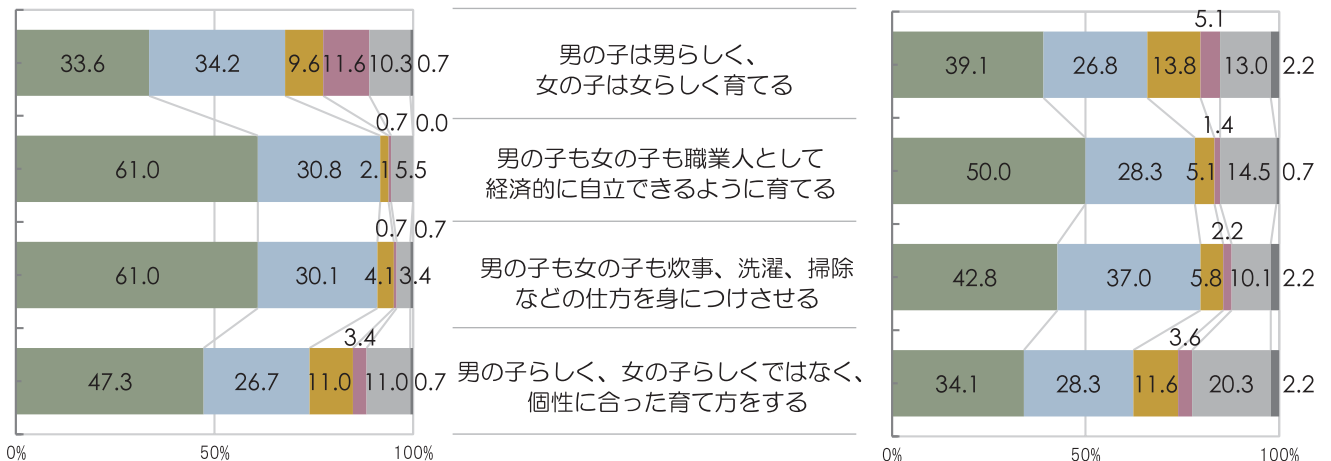 5.1
33.6 34.2 9.6 11.6 10.3 0.7
男の子は男らしく、
女の子は女らしく育てる
39.1 26.8 13.8 13.0 2.2
0.7 0.0
1.4
61.0 30.8 2.1 5.5
男の子も女の子も職業人として
経済的に自立できるように育てる
50.0 28.3 5.1 14.5 0.7
0.7 0.7
2.2
61.0 30.1 4.1 3.4
男の子も女の子も炊事、洗濯、掃除
などの仕方を身につけさせる
42.8 37.0 5.8 10.1 2.2
3.4
3.6
47.3 26.7 11.0 11.0 0.7
男の子らしく、女の子らしくではなく、
個性に合った育て方をする
34.1 28.3 11.6 20.3 2.2
0% 50% 100%
0% 50% 100%